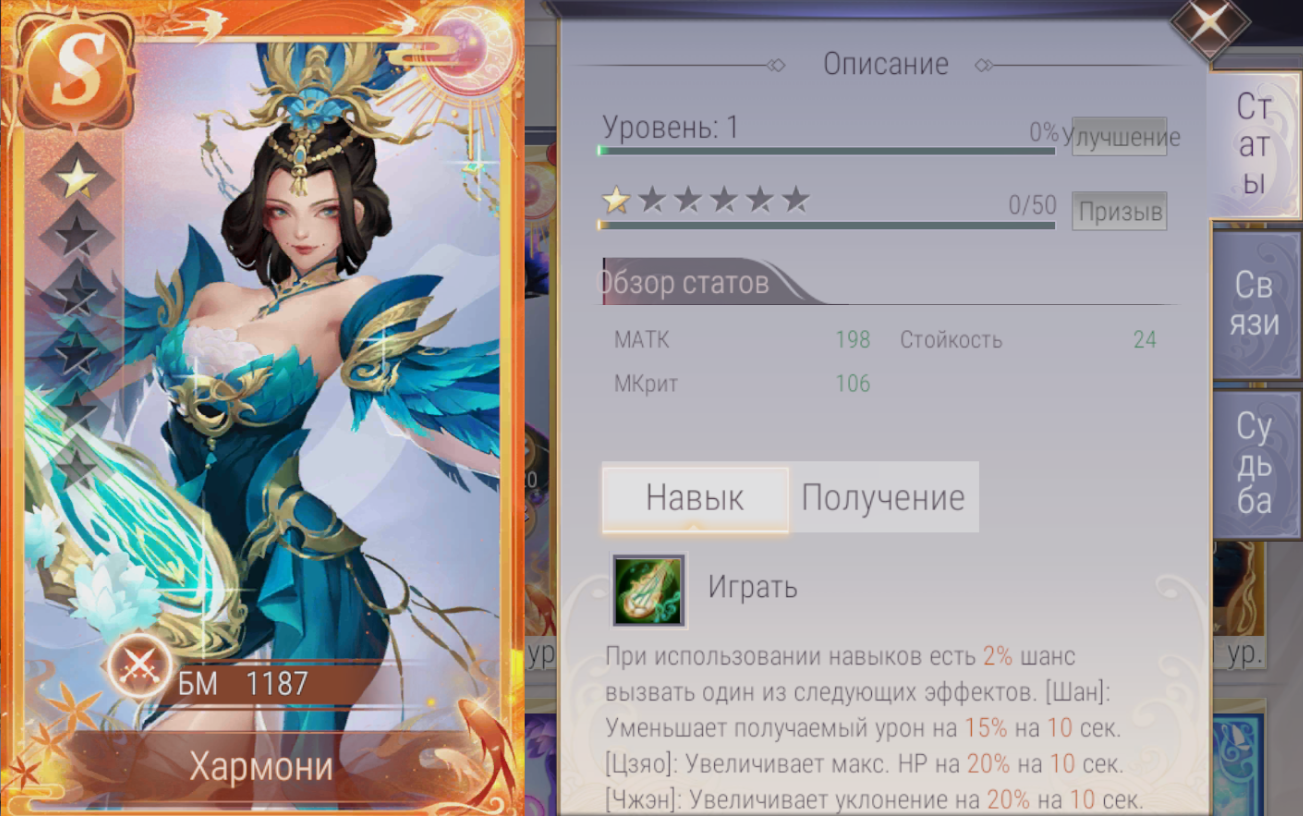 S
БМ 1187
Хармони
Описание
Уровень: 1
0%
Улучшение
0/50
Призыв
Обзор статов
МАТК 198 Стойкость 24
МКрит 106
Навык
Получение
Играть
При использовании навыков есть 2% шанс
вызвать один из следующих эффектов. [Шан]:
Уменьшает получаемый урон на 15% на 10 сек.
[Цзяо]: Увеличивает макс. HP на 20% на 10 сек.
[Чжэн]: Увеличивает уклонение на 20% на 10 сек.
Ст
ат
ы
Св
язи
Су
дь
ба
ур
ур.